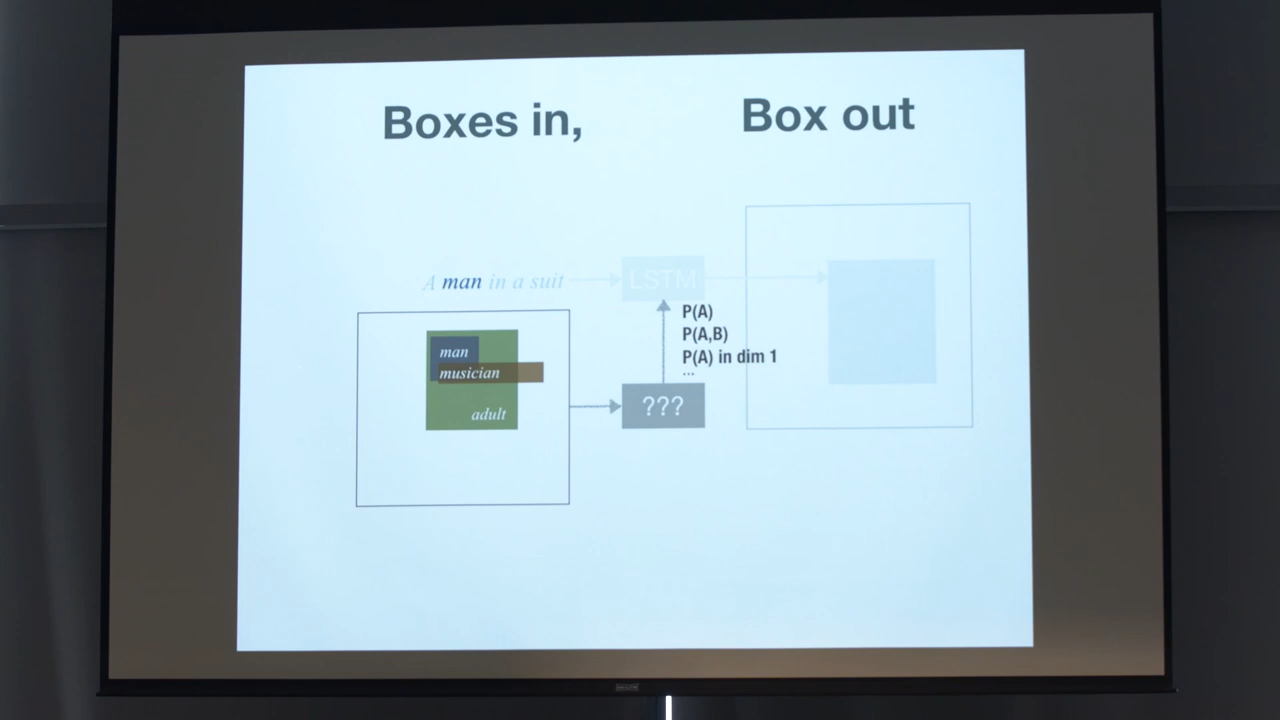 Boxes in,
Box out
A man in a suit
LSTM
P(A)
P(A,B)
P(A) in dim 1
...
man
musician
adult
???